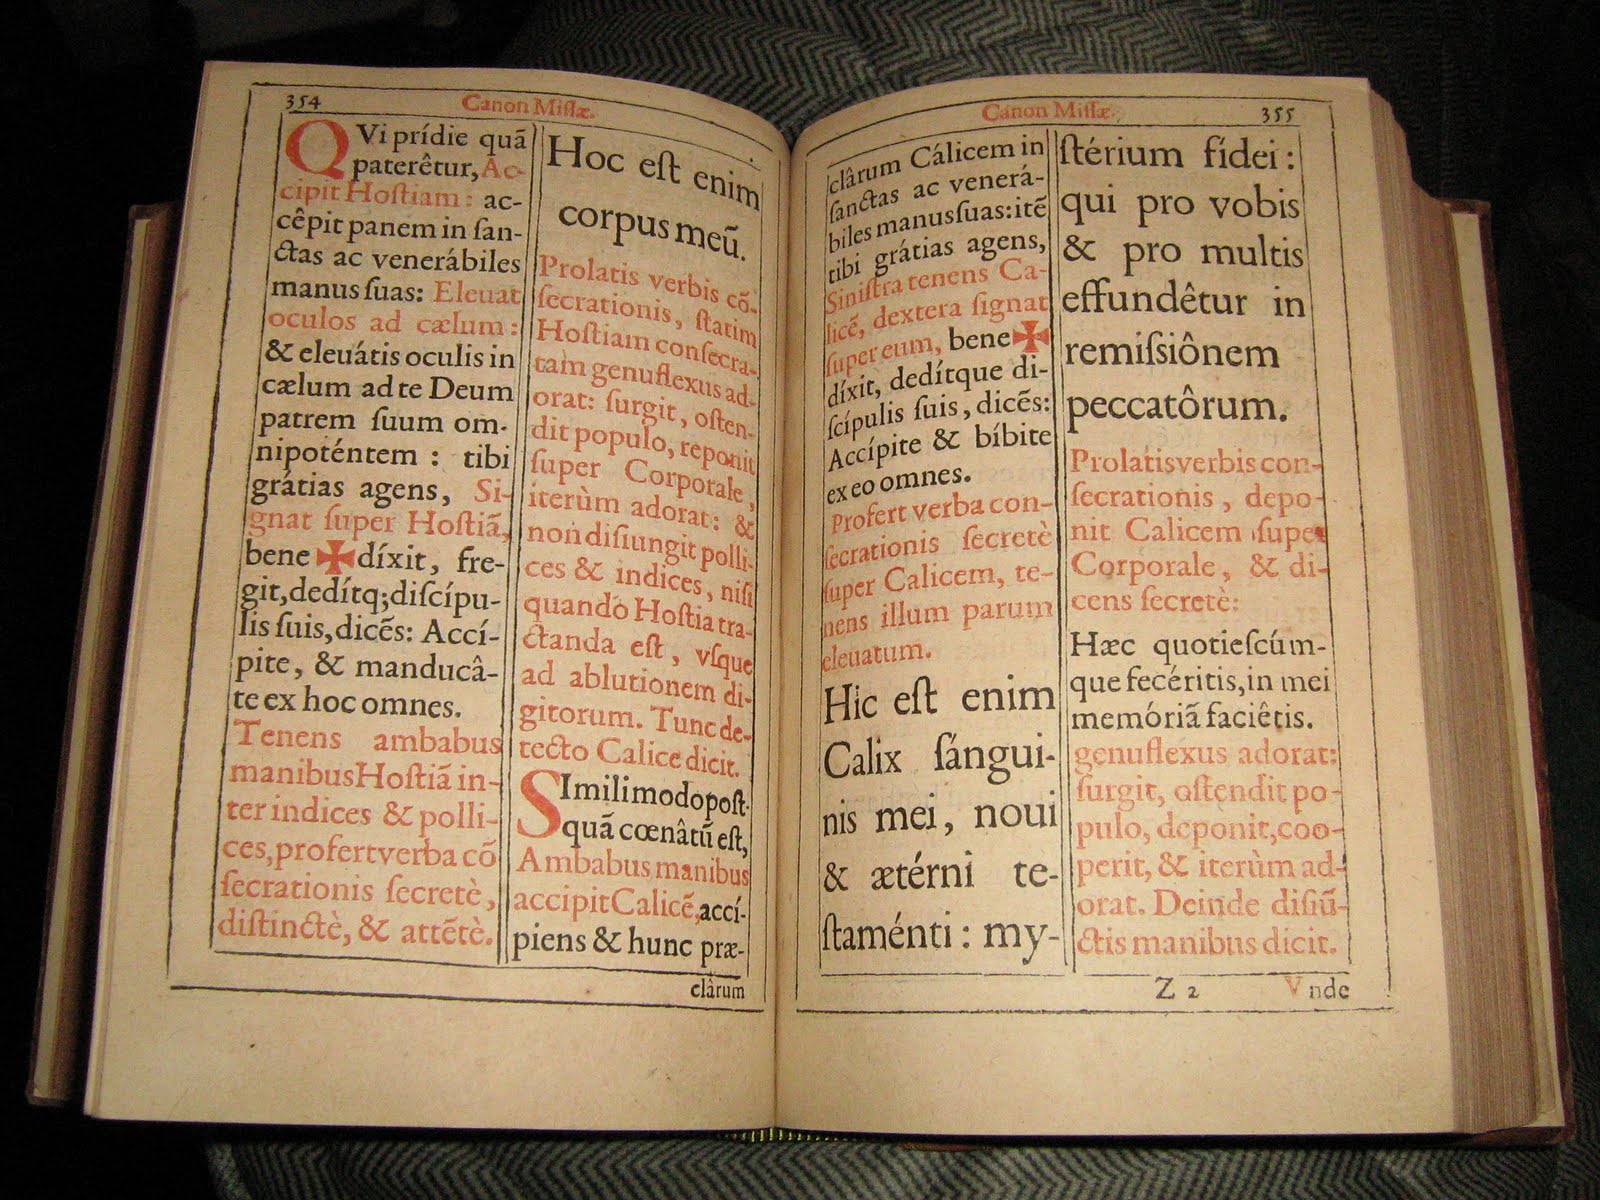 354
Canon Miſſæ.
QVi prídie quã
paterêtur, Ac-
cipit Hoſtiam: ac-
cêpit panem in ſan-
ctas ac venerábiles
manus ſuas: Eleuat
oculos ad cælum:
& eleuátis oculis in
cælum ad te Deum
patrem ſuum om-
nipoténtem : tibi
grátias agens, Si-
gnat ſuper Hoſtiã,
bene✠díxit, fre-
git, dedítq; diſcípu-
lis ſuis, dicẽs: Accí-
pite, & manducâ-
te ex hoc omnes.
Tenens ambabus
manibus Hoſtiã in-
ter indices & polli-
ces, profert verba cõ
ſecrationis ſecretè,
diſtinctè, & attẽtè.
Hoc eſt enim
corpus meũ.
Prolatis verbis cõ-
ſecrationis, ſtatim
Hoſtiam conſecra-
tam genuflexus ad-
orat: ſurgit, oſten-
dit populo, reponit
ſuper Corporale,
iterùm adorat: &
non diſiungit polli-
ces & indices, niſi
quando Hoſtia tra-
ctanda eſt, vſque
ad ablutionem di-
gitorum. Tunc de-
tecto Calice dicit.
SImili modo poſt-
quã cœnâtũ eſt,
Ambabus manibus
accipit Calicẽ, accí-
piens & hunc præ-
clârum
Canon Miſſæ.
355
clârum Cálicem in
ſanctas ac venerá-
biles manus ſuas: itẽ
tibi grátias agens,
Siniſtra tenens Ca-
licẽ, dextera ſignat
ſuper eum, bene✠
díxit, dedítque di-
ſcípulis ſuis, dicẽs:
Accípite & bíbite
ex eo omnes.
Profert verba con-
ſecrationis ſecretè
ſuper Calicem, te-
nens illum parum
eleuatum.
Hic eſt enim
Calix ſángui-
nis mei, noui
& ætérni te-
ſtaménti : my-
ſtérium fídei :
qui pro vobis
& pro multis
effundêtur in
remiſsiônem
peccatôrum.
Prolatis verbis con-
ſecrationis, depo-
nit Calicem ſuper
Corporale, & di-
cens ſecretè:
Hæc quotieſcúm-
que fecéritis, in mei
memóriã faciêtis.
genuflexus adorat:
ſurgit, oſtendit po-
pulo, deponit, coo-
perit, & iterùm ad-
orat. Deinde diſiũ-
ctis manibus dicit.
Z 2
Vnde